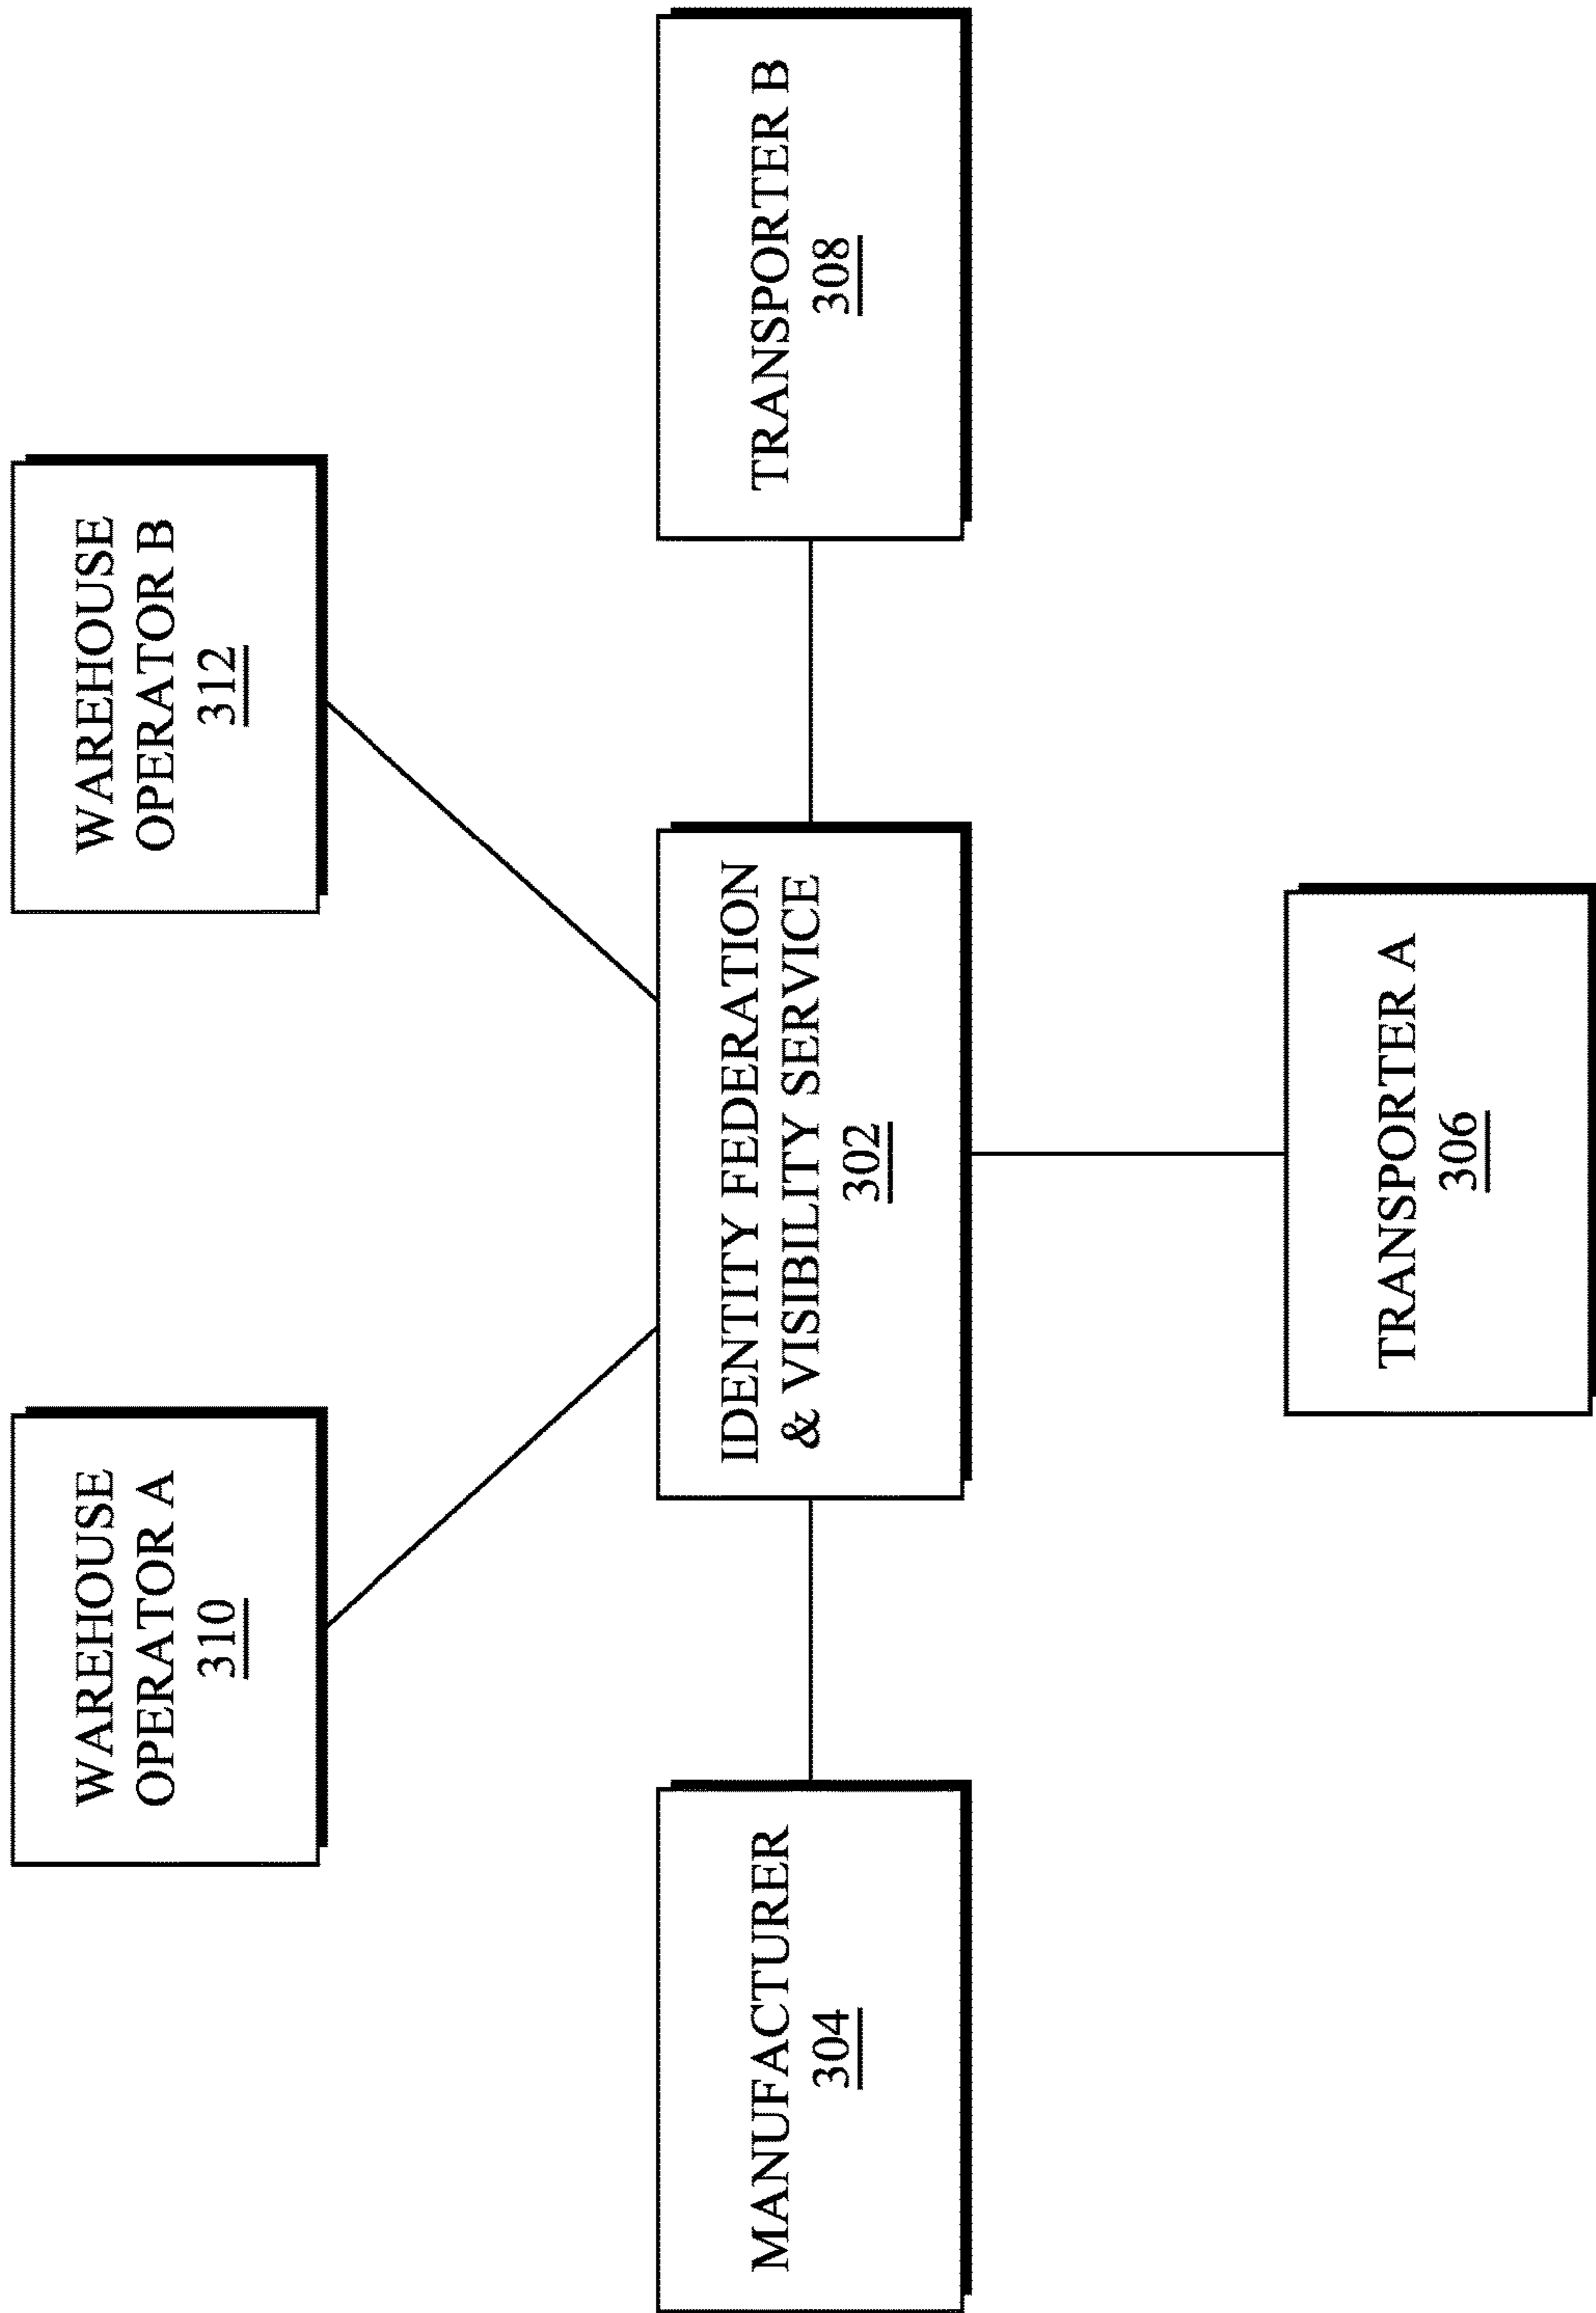 WAREHOUSE
OPERATOR A
310
WAREHOUSE
OPERATOR B
312
MANUFACTURER
304
IDENTITY FEDERATION
& VISIBILITY SERVICE
302
TRANSPORTER B
308
TRANSPORTER A
306